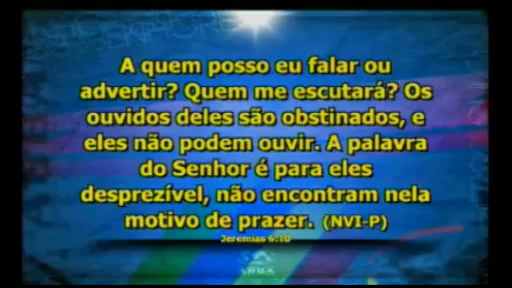 A quem posso eu falar ou
advertir? Quem me escutará? Os
ouvidos deles são obstinados, e
eles não podem ouvir. A palavra
do Senhor é para eles
desprezível, não encontram nela
motivo de prazer. (NVI-P)
Jeremias 6:10